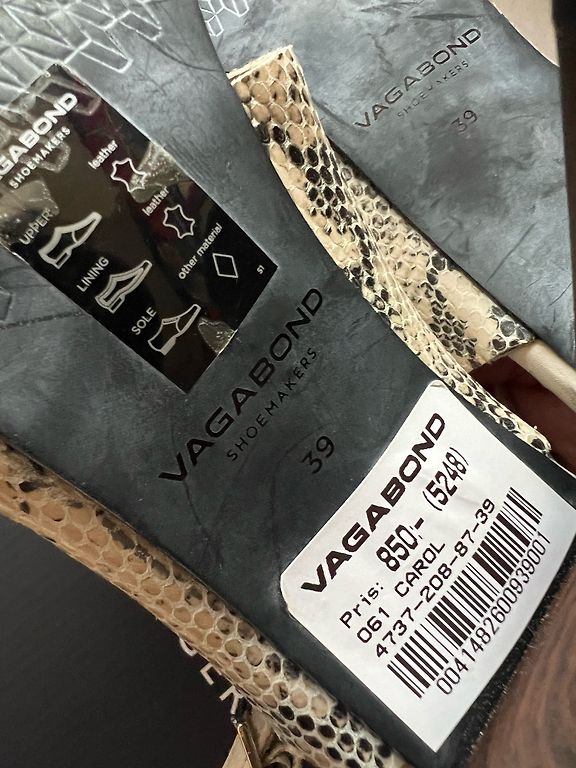 VAGABOND
SHOEMAKERS
39
VAGABOND
SHOEMAKERS
UPPER
leather
LINING
leather
SOLE
other material
S1
VAGABOND
SHOEMAKERS
39
VAGABOND
Pris: 850,- (5248)
061 CAROL
4737-208-87-39
0041482600939001